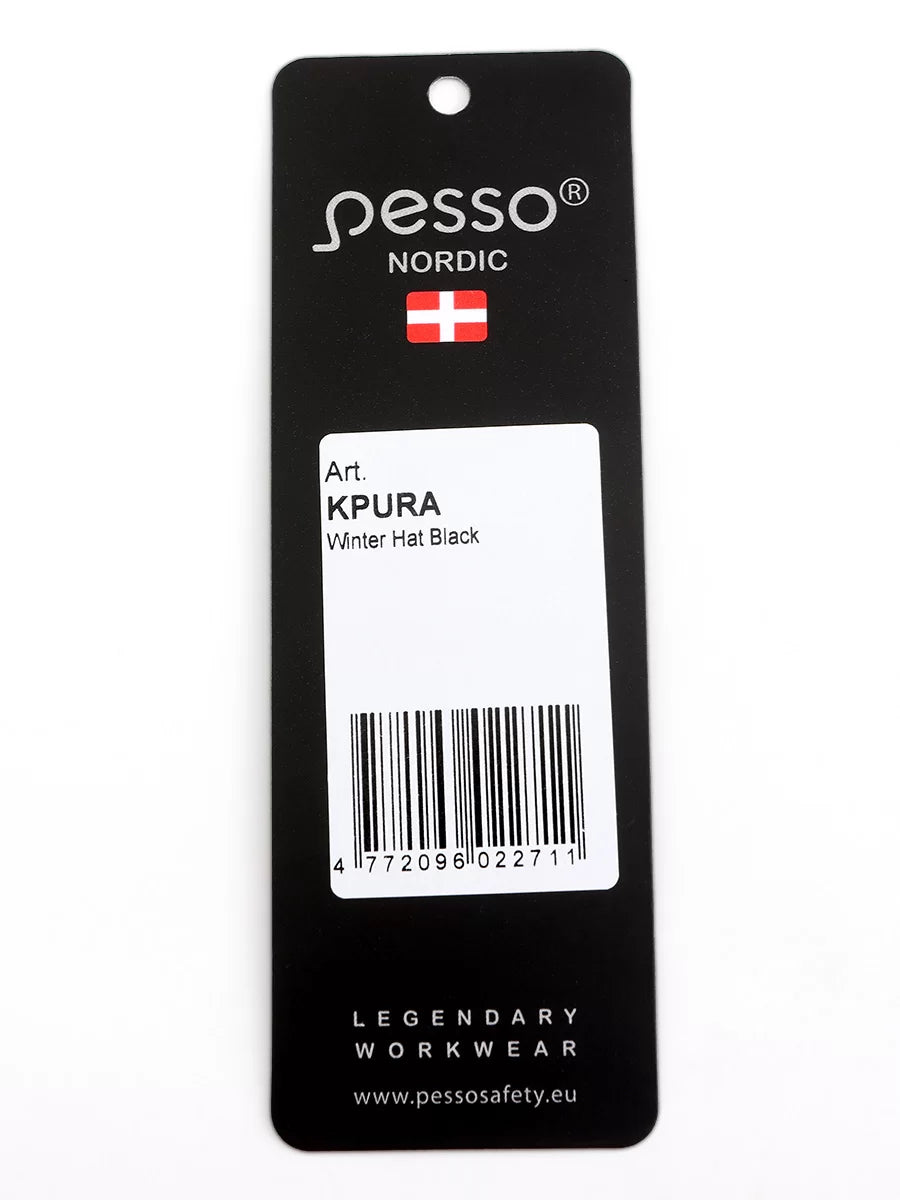 pesso®
NORDIC
Art.
KPURA
Winter Hat Black
4 772096 022711
LEGENDARY
WORKWEAR
www.pessosafety.eu